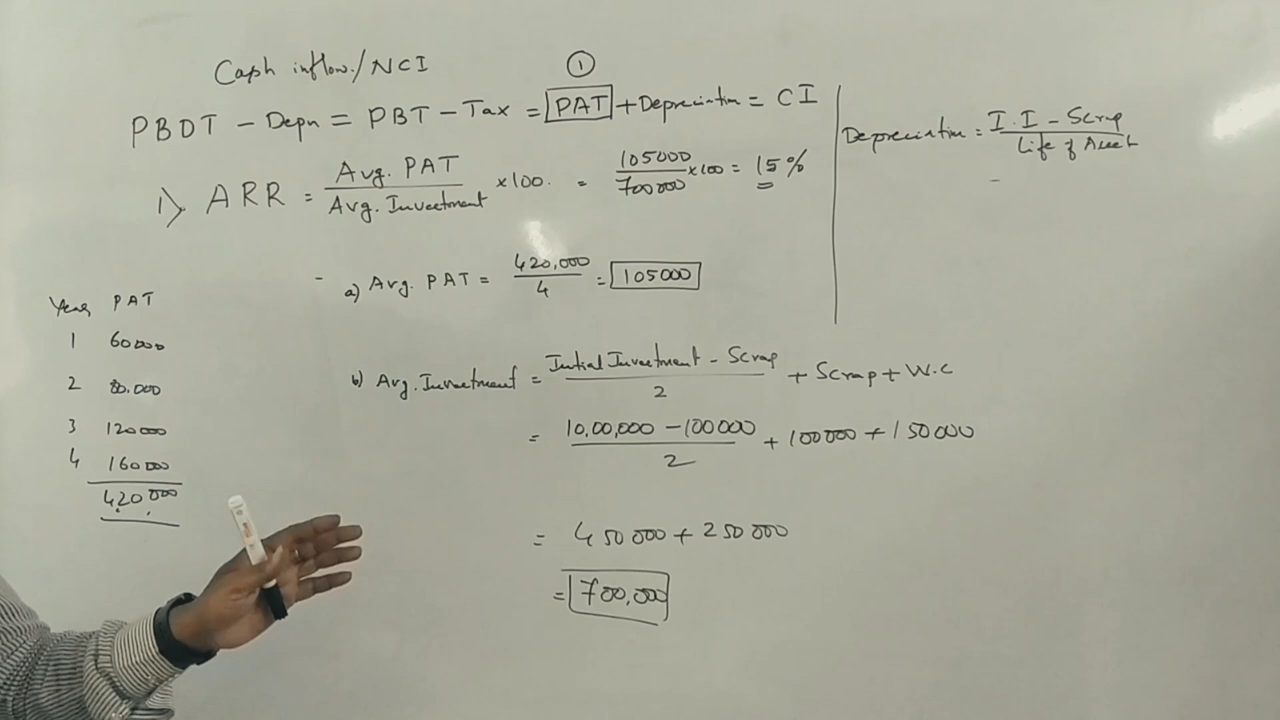 Cash inflow/NCI
①
PBDT - Depn = PBT - Tax = PAT + Depreciation = CI
Depreciation = I.I - Scrap / Life of Asset
1) ARR = Avg. PAT / Avg. Investment × 100. = 105000 / 700000 × 100 = 15%
a) Avg. PAT = 420,000 / 4 = 105000
Year PAT
1 60000
2 80.000
3 120000
4 160000
420,000
b) Avg. Investment = Initial Investment - Scrap / 2 + Scrap + W.C
= 10,00,000 - 100000 / 2 + 100000 + 150000
= 450000 + 250000
= 700,000